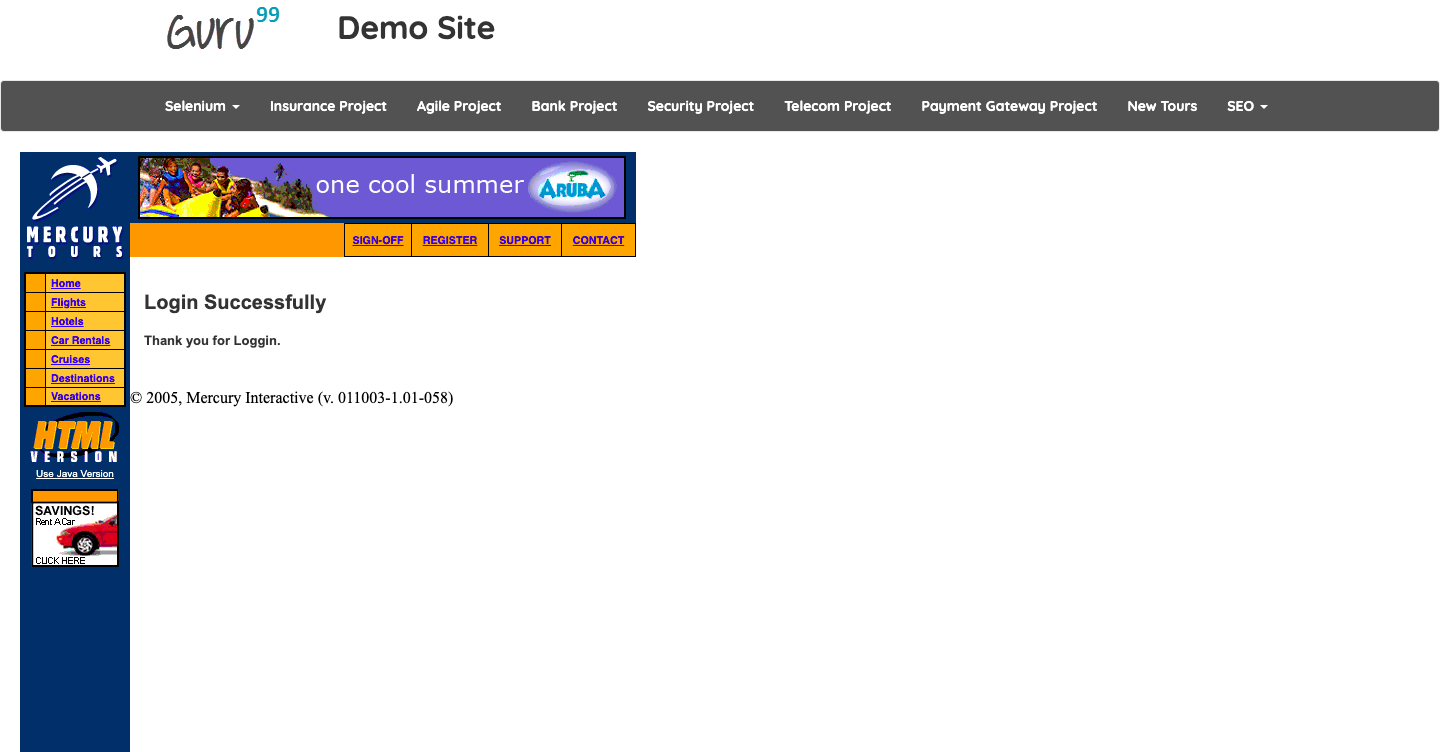 Guru99
Demo Site
Selenium Insurance Project Agile Project Bank Project Security Project Telecom Project Payment Gateway Project New Tours SEO
MERCURY
TOURS
one cool summer ARUBA
SIGN-OFF REGISTER SUPPORT CONTACT
Home
Flights
Hotels
Car Rentals
Cruises
Destinations
Vacations
Login Successfully
Thank you for Loggin.
© 2005, Mercury Interactive (v. 011003-1.01-058)
HTML
VERSION
Use Java Version
SAVINGS!
Rent A Car
CLICK HERE